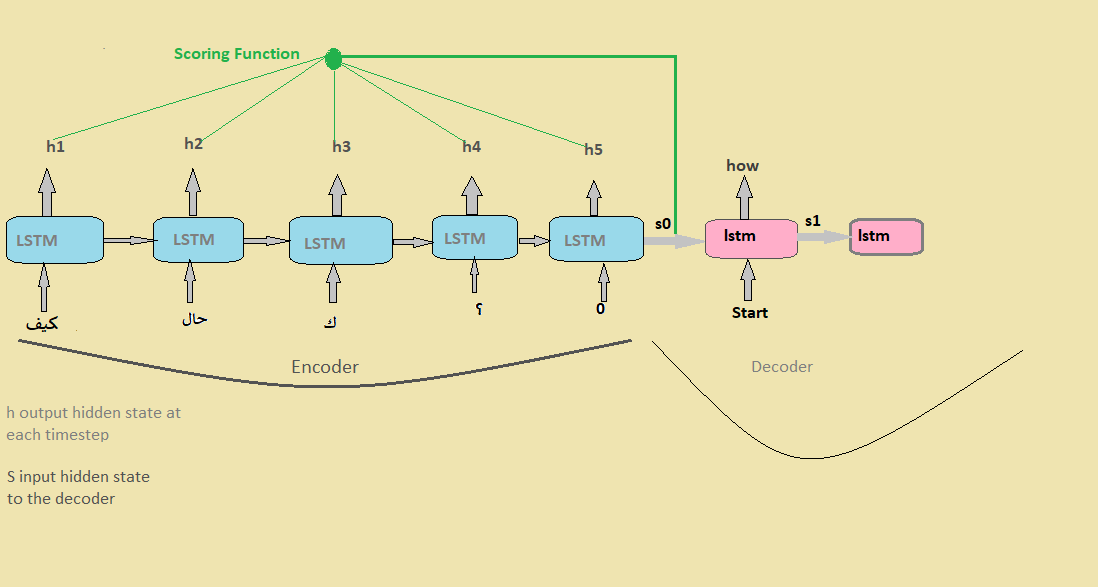 Scoring Function
h1 h2 h3 h4 h5
how
s0 s1
LSTM LSTM LSTM LSTM LSTM lstm lstm
كيف حال ك ؟ 0 Start
Encoder Decoder
h output hidden state at
each timestep
S input hidden state
to the decoder